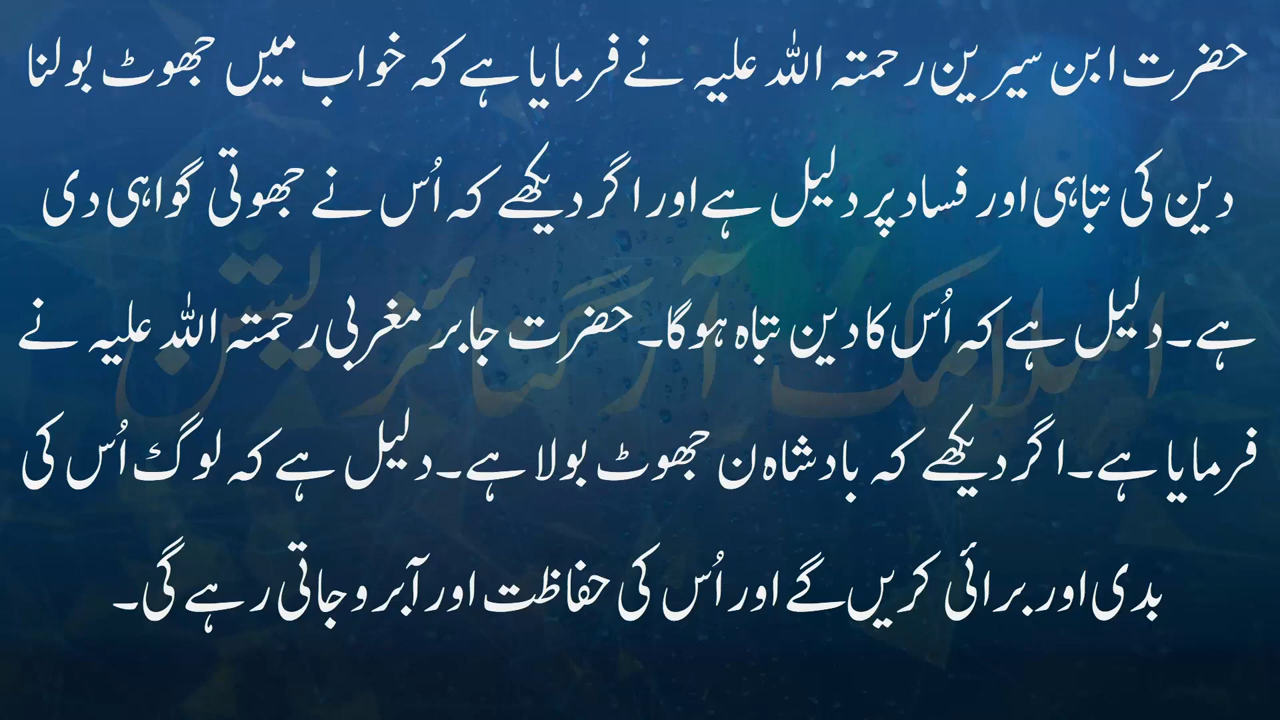 حضرت ابن سیرین رحمتہ اللہ علیہ نے فرمایا ہے کہ خواب میں جھوٹ بولنا
دین کی تباہی اور فساد پر دلیل ہے اور اگر دیکھے کہ اُس نے جھوتی گواہی دی
ہے۔ دلیل ہے کہ اُس کا دین تباہ ہوگا۔ حضرت جابر مغربی رحمتہ اللہ علیہ نے
فرمایا ہے۔ اگر دیکھے کہ بادشاہ ن جھوٹ بولا ہے۔ دلیل ہے کہ لوگ اُس کی
بدی اور برائی کریں گے اور اُس کی حفاظت اور آبرو جاتی رہے گی۔
اسلامک آرگنائزیشن